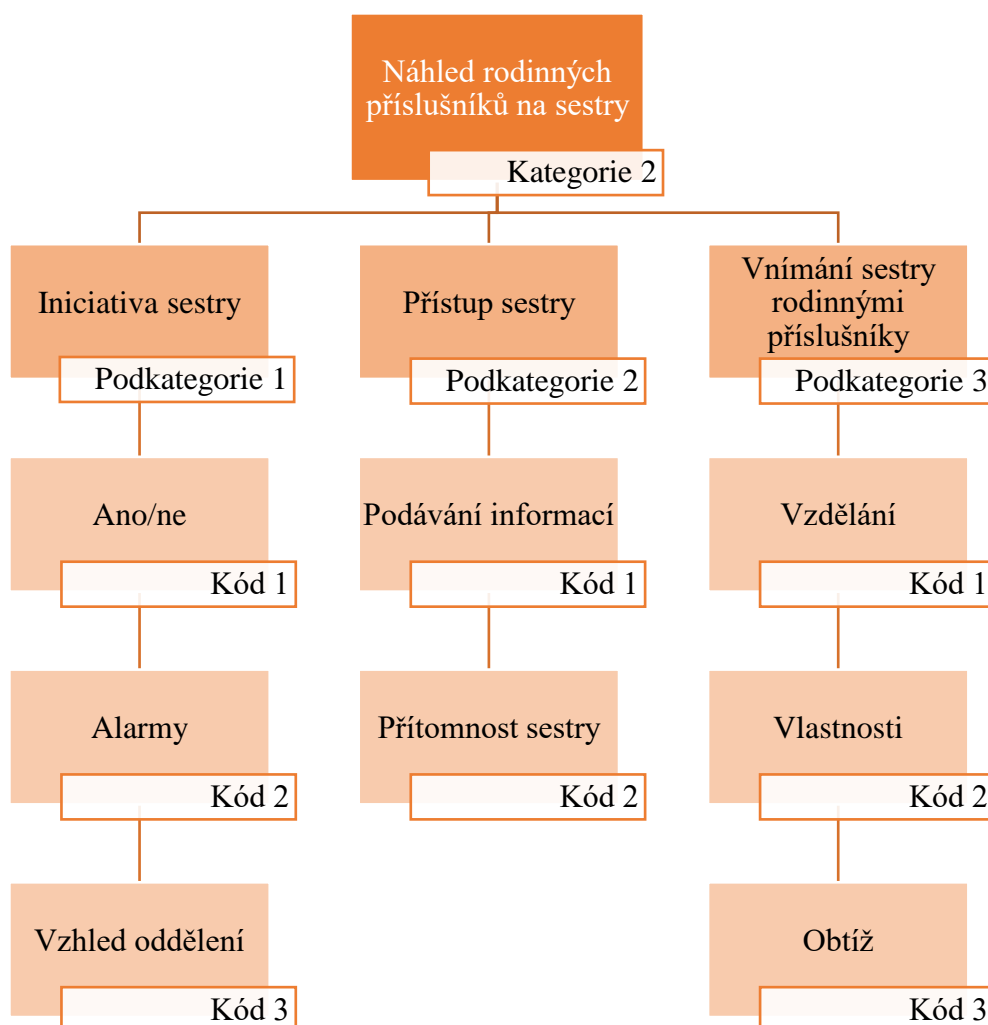 Náhled rodinných
příslušníků na sestry
Kategorie 2
Iniciativa sestry
Podkategorie 1
Přístup sestry
Podkategorie 2
Vnímání sestry
rodinnými
příslušníky
Podkategorie 3
Ano/ne
Kód 1
Podávání informací
Kód 1
Vzdělání
Kód 1
Alarmy
Kód 2
Přítomnost sestry
Kód 2
Vlastnosti
Kód 2
Vzhled oddělení
Kód 3
Obtíž
Kód 3